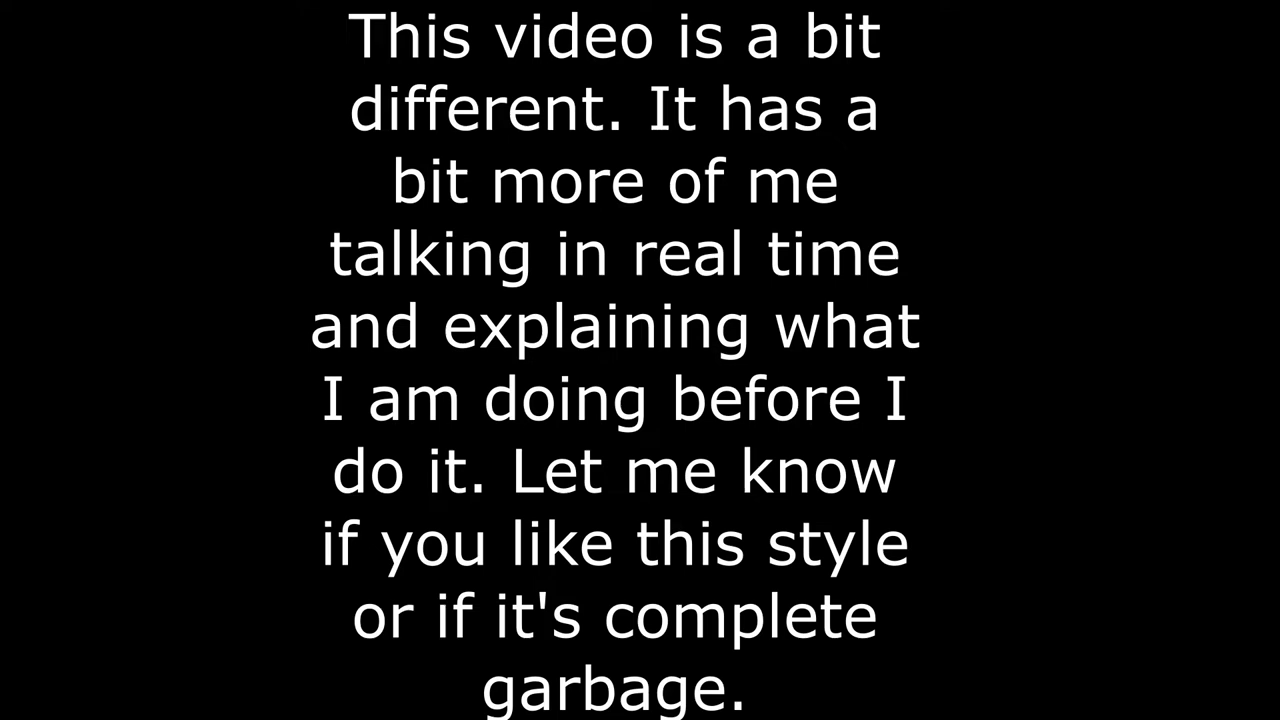 This video is a bit
different. It has a
bit more of me
talking in real time
and explaining what
I am doing before I
do it. Let me know
if you like this style
or if it's complete
garbage.